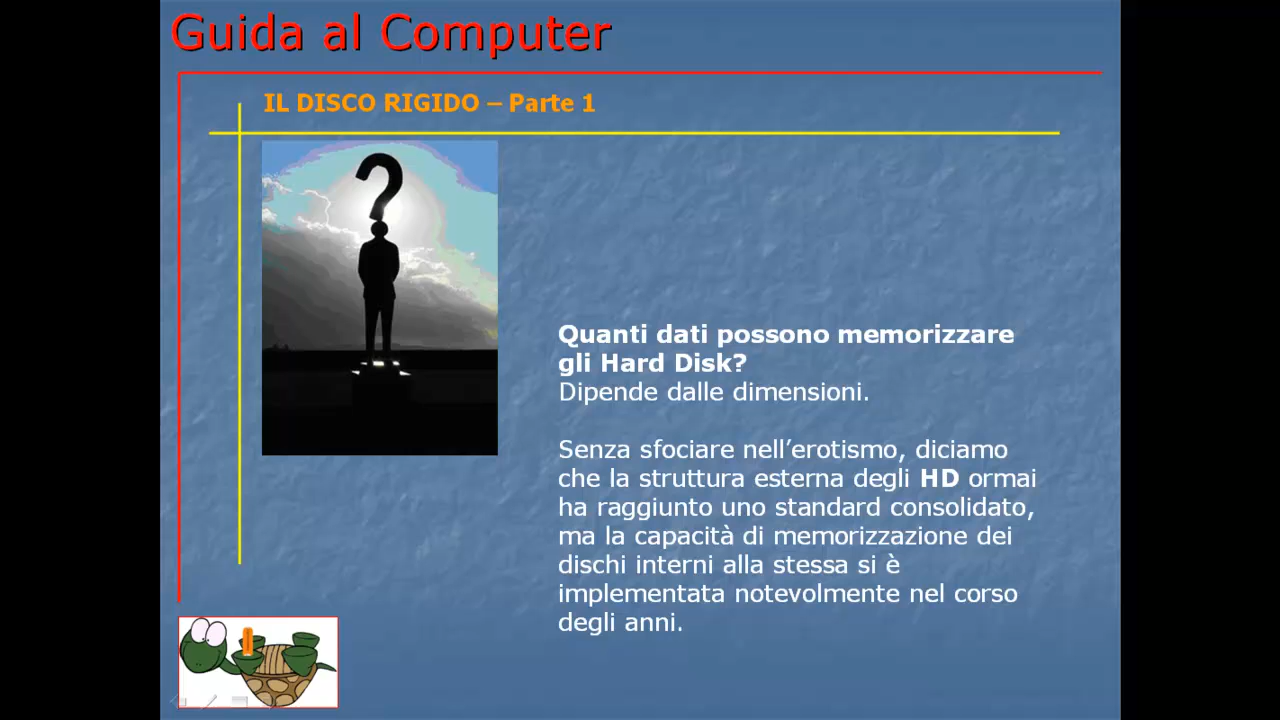 Guida al Computer
IL DISCO RIGIDO – Parte 1
?
Quanti dati possono memorizzare
gli Hard Disk?
Dipende dalle dimensioni.
Senza sfociare nell’erotismo, diciamo
che la struttura esterna degli HD ormai
ha raggiunto uno standard consolidato,
ma la capacità di memorizzazione dei
dischi interni alla stessa si è
implementata notevolmente nel corso
degli anni.